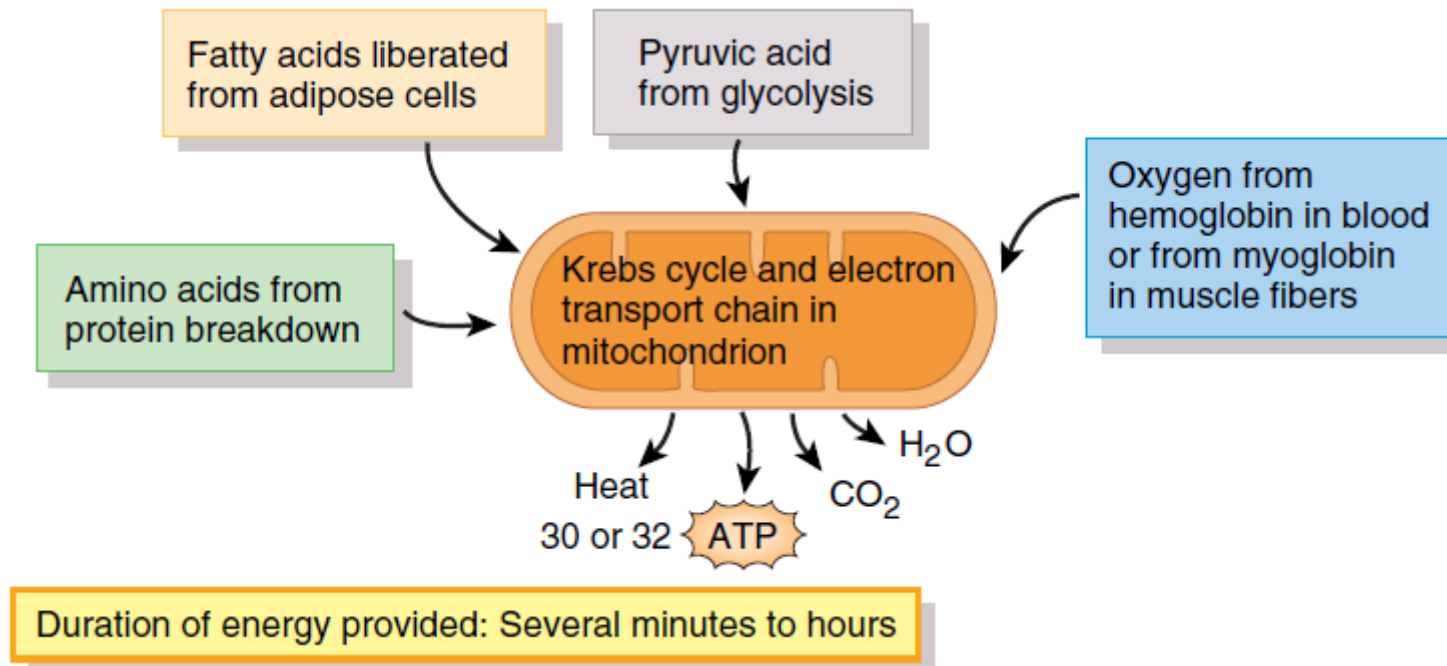 Fatty acids liberated
from adipose cells
Pyruvic acid
from glycolysis
Oxygen from
hemoglobin in blood
or from myoglobin
in muscle fibers
Amino acids from
protein breakdown
Krebs cycle and electron
transport chain in
mitochondrion
H₂O
CO₂
Heat
30 or 32 ATP
Duration of energy provided: Several minutes to hours